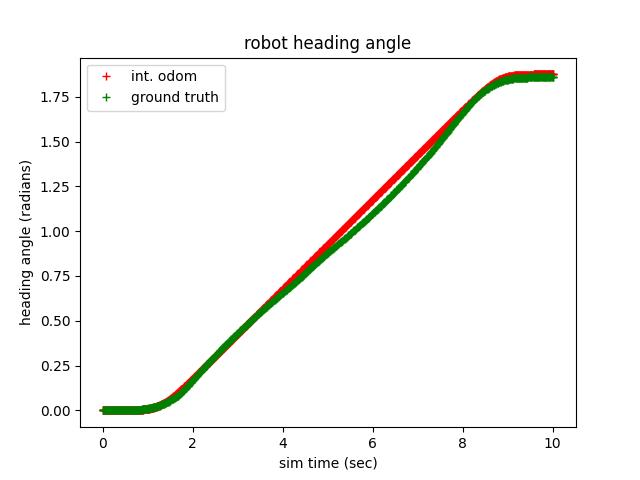 robot heading angle
int. odom
ground truth
heading angle (radians)
1.75
1.50
1.25
1.00
0.75
0.50
0.25
0.00
0 2 4 6 8 10
sim time (sec)